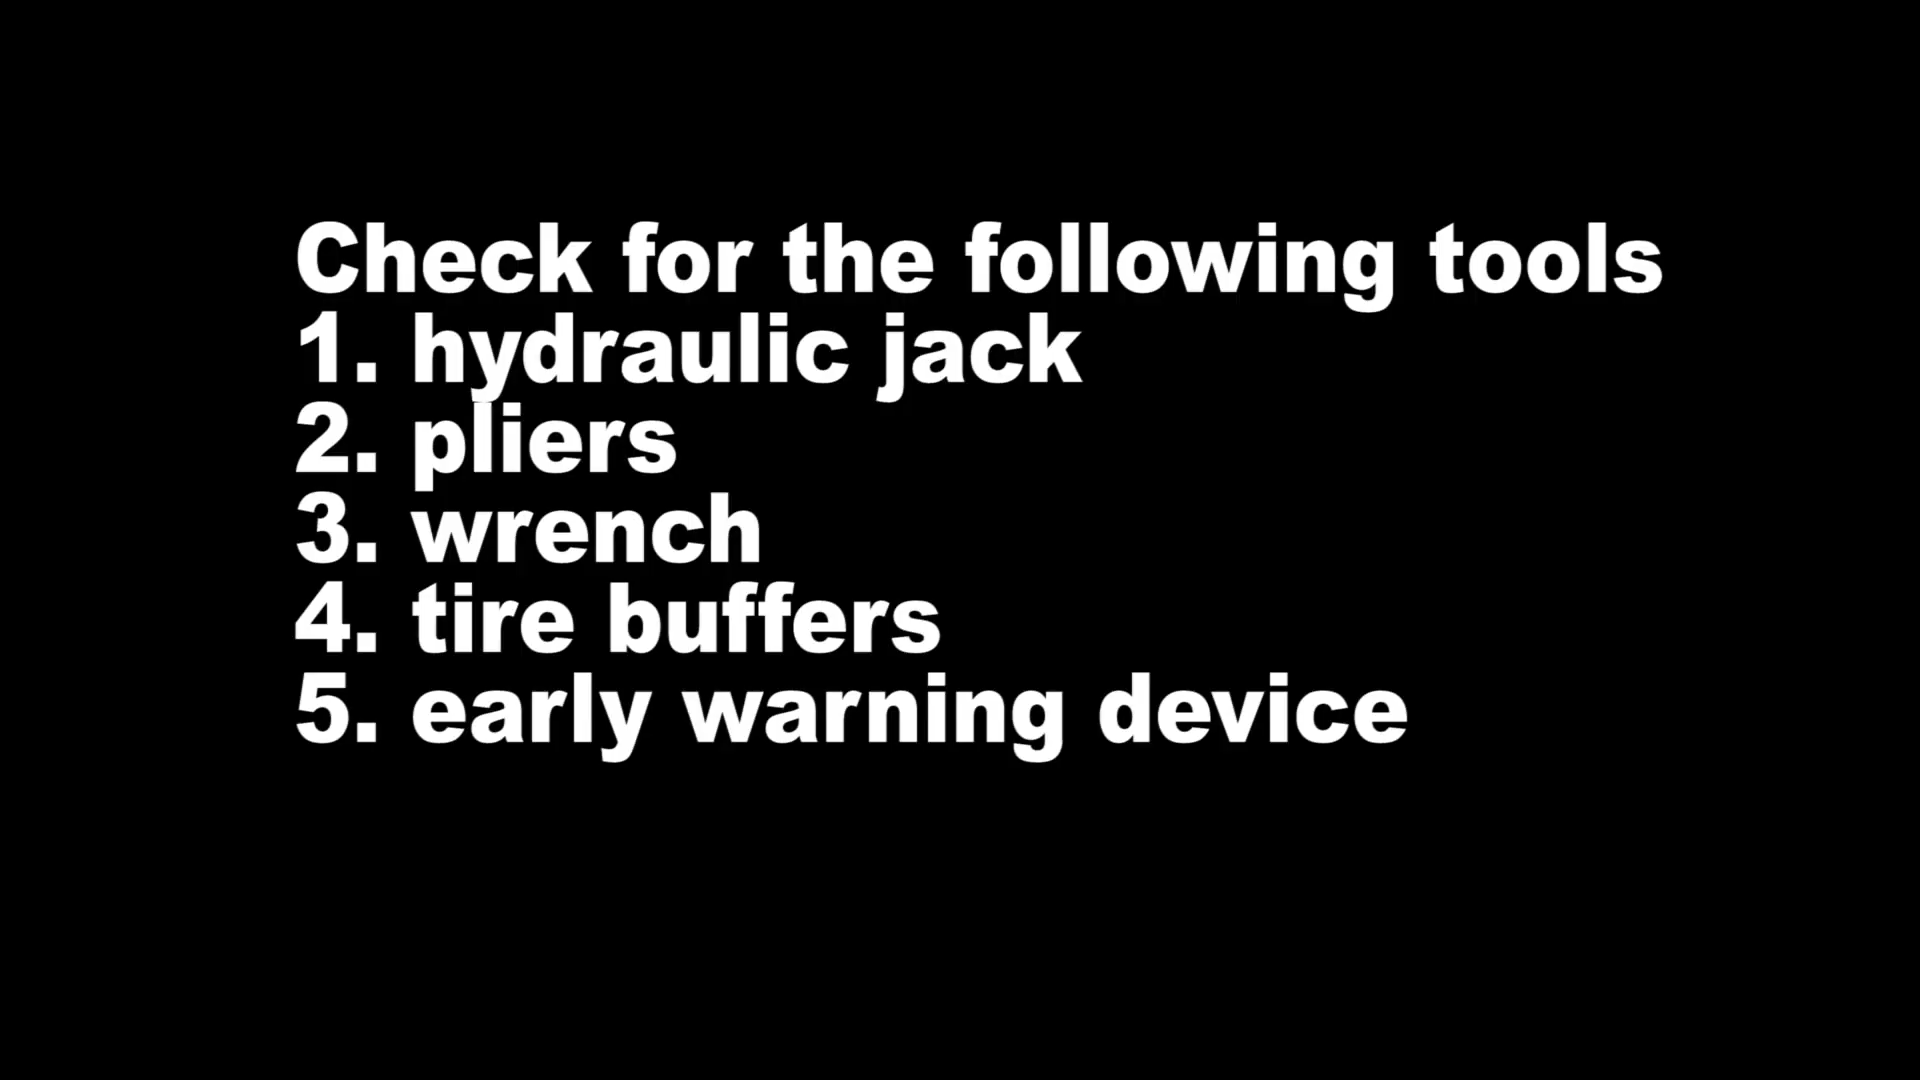 Check for the following tools
1. hydraulic jack
2. pliers
3. wrench
4. tire buffers
5. early warning device